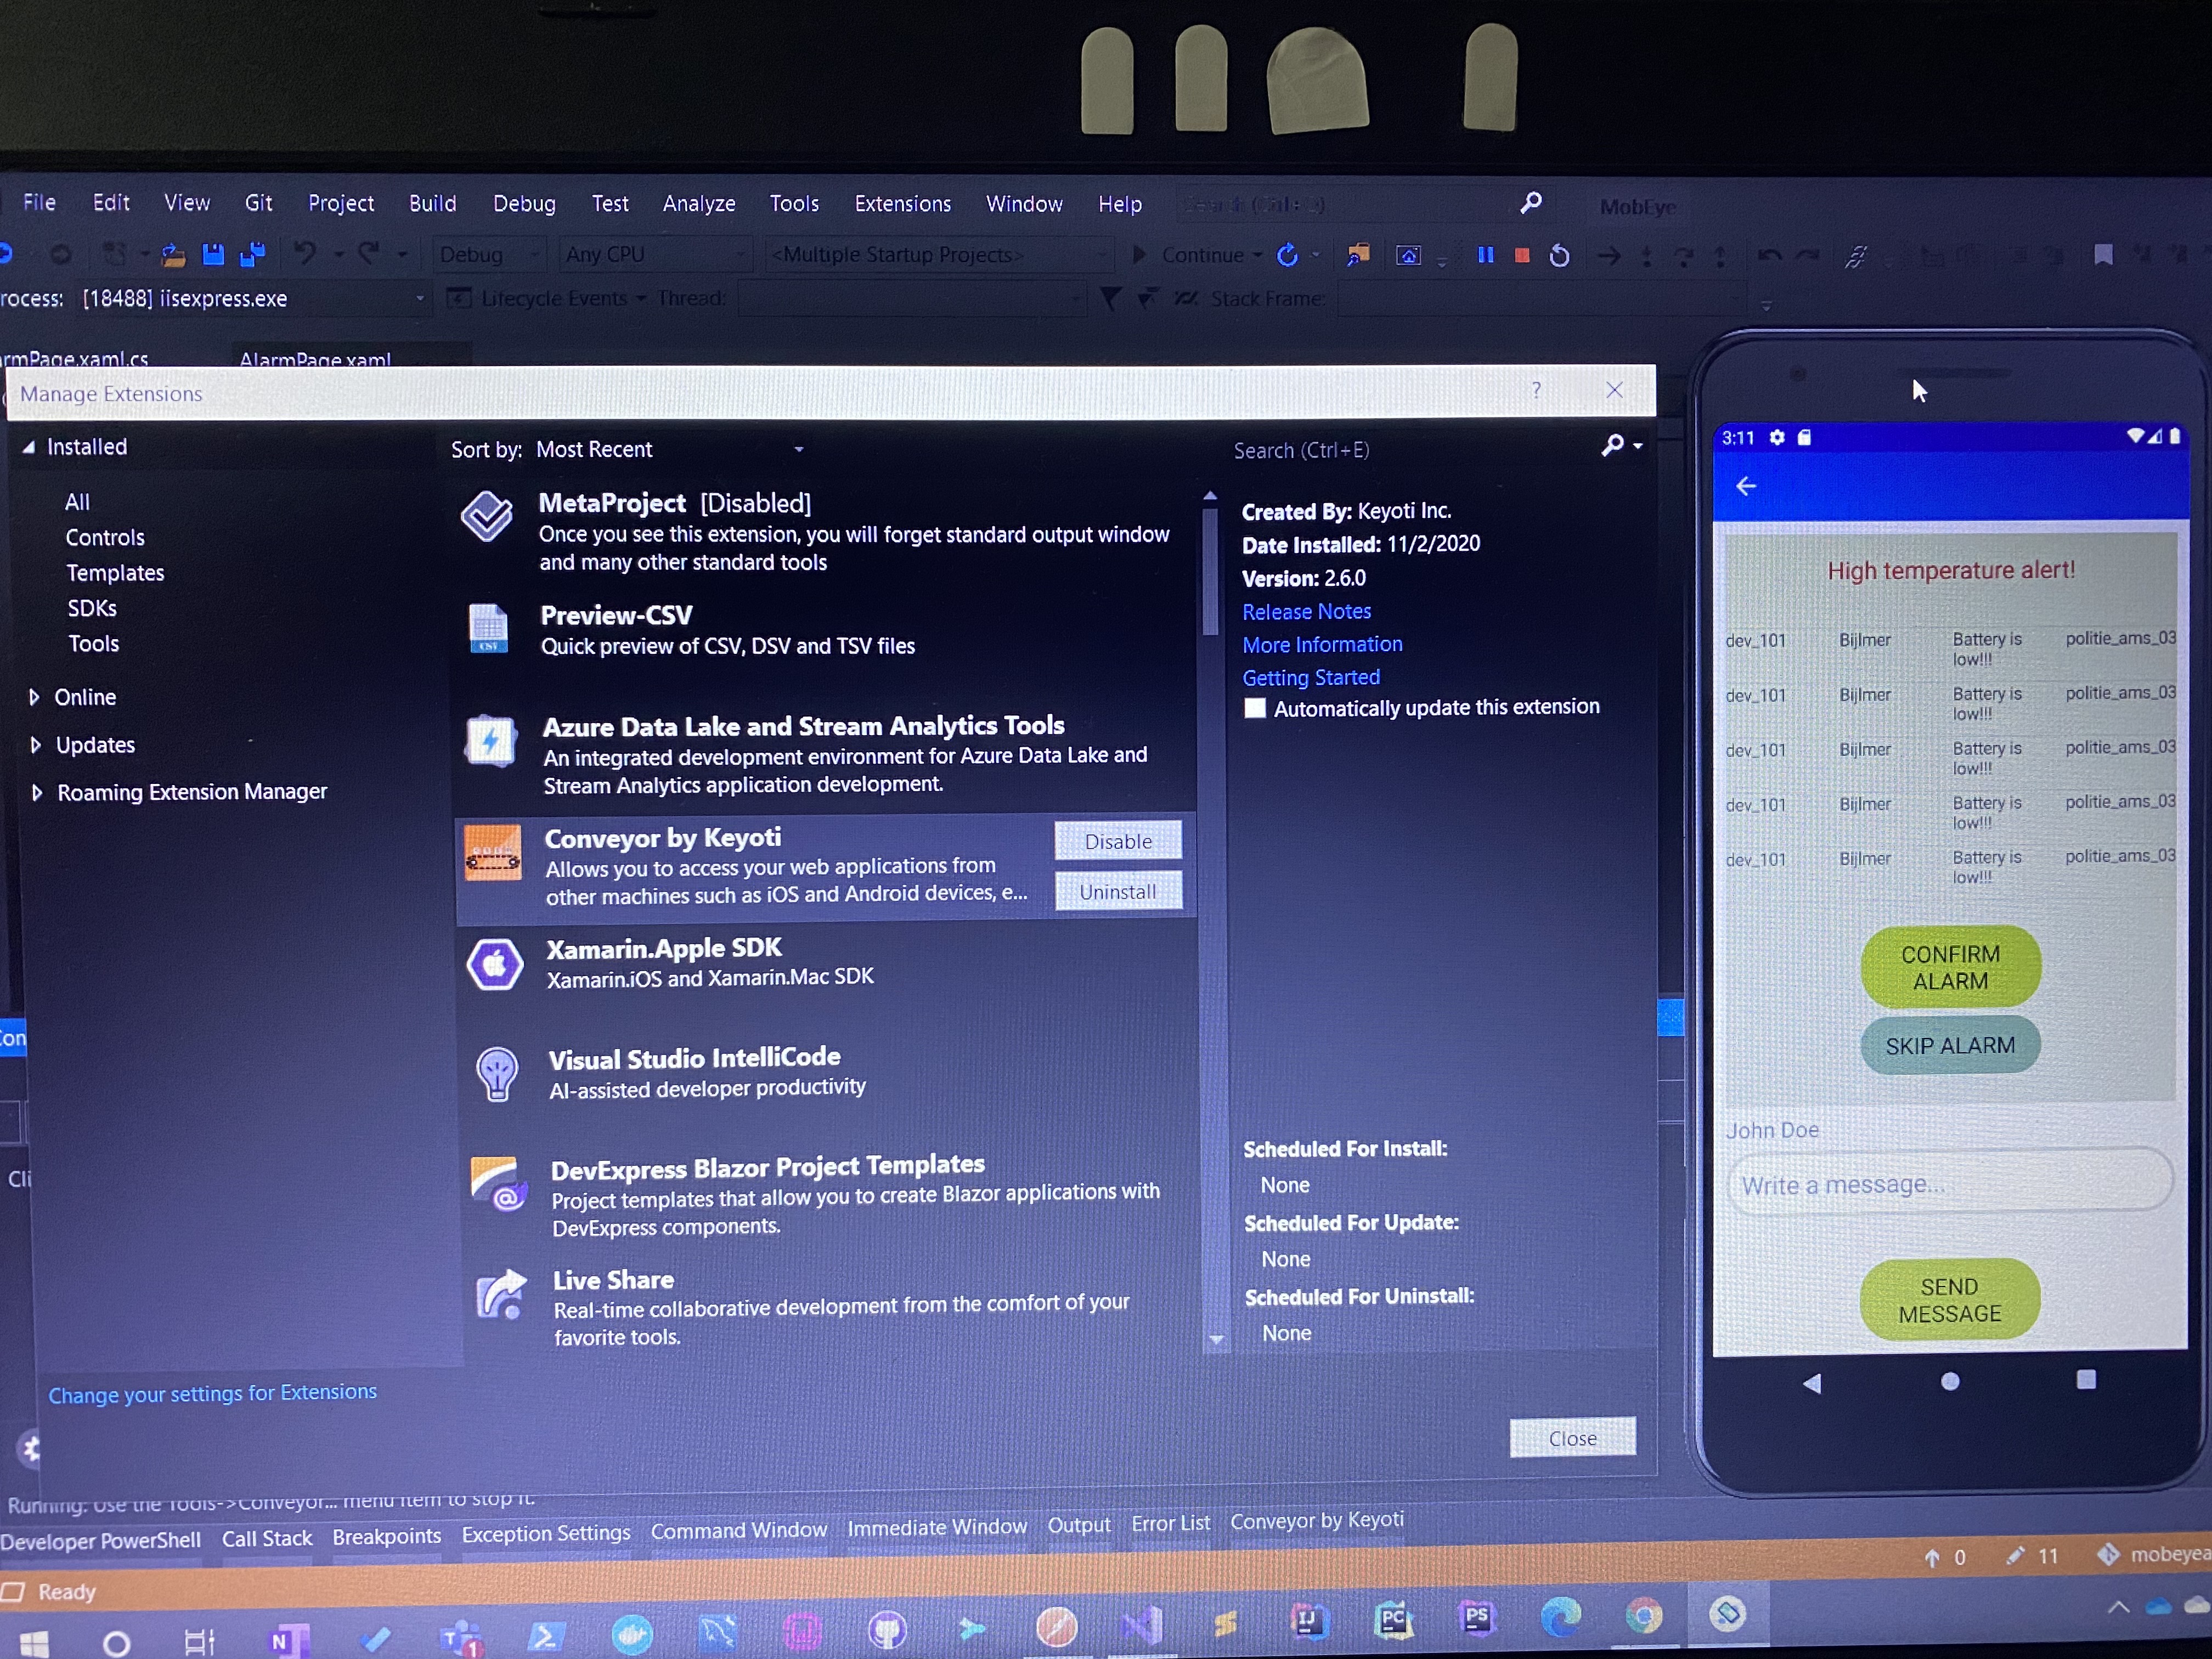 File Edit View Git Project Build Debug Test Analyze Tools Extensions Window Help Search (Ctrl+Q) MobEye
Debug Any CPU <Multiple Startup Projects> Continue
rocess: [18488] iisexpress.exe Lifecycle Events Thread: Stack Frame:
rmPage.xaml.cs AlarmPage.xaml
Manage Extensions ?
Installed
All
Controls
Templates
SDKs
Tools
Online
Updates
Roaming Extension Manager
Change your settings for Extensions
Sort by: Most Recent
MetaProject [Disabled]
Once you see this extension, you will forget standard output window
and many other standard tools
CSV
Preview-CSV
Quick preview of CSV, DSV and TSV files
Azure Data Lake and Stream Analytics Tools
An integrated development environment for Azure Data Lake and
Stream Analytics application development.
Conveyor by Keyoti
Allows you to access your web applications from
other machines such as iOS and Android devices, e...
Disable
Uninstall
Xamarin.Apple SDK
Xamarin.iOS and Xamarin.Mac SDK
Visual Studio IntelliCode
AI-assisted developer productivity
DevExpress Blazor Project Templates
Project templates that allow you to create Blazor applications with
DevExpress components.
Live Share
Real-time collaborative development from the comfort of your
favorite tools.
Search (Ctrl+E)
Created By: Keyoti Inc.
Date Installed: 11/2/2020
Version: 2.6.0
Release Notes
More Information
Getting Started
Automatically update this extension
Scheduled For Install:
None
Scheduled For Update:
None
Scheduled For Uninstall:
None
Close
3:11
High temperature alert!
dev_101 Bijlmer Battery is low!!! politie_ams_03
dev_101 Bijlmer Battery is low!!! politie_ams_03
dev_101 Bijlmer Battery is low!!! politie_ams_03
dev_101 Bijlmer Battery is low!!! politie_ams_03
dev_101 Bijlmer Battery is low!!! politie_ams_03
CONFIRM
ALARM
SKIP ALARM
John Doe
Write a message...
SEND
MESSAGE
Con
Cli
Running: Use the Tools->Conveyor... menu item to stop it.
Developer PowerShell Call Stack Breakpoints Exception Settings Command Window Immediate Window Output Error List Conveyor by Keyoti
0 11 mobeyea
Ready
N 1 IJ PC PS